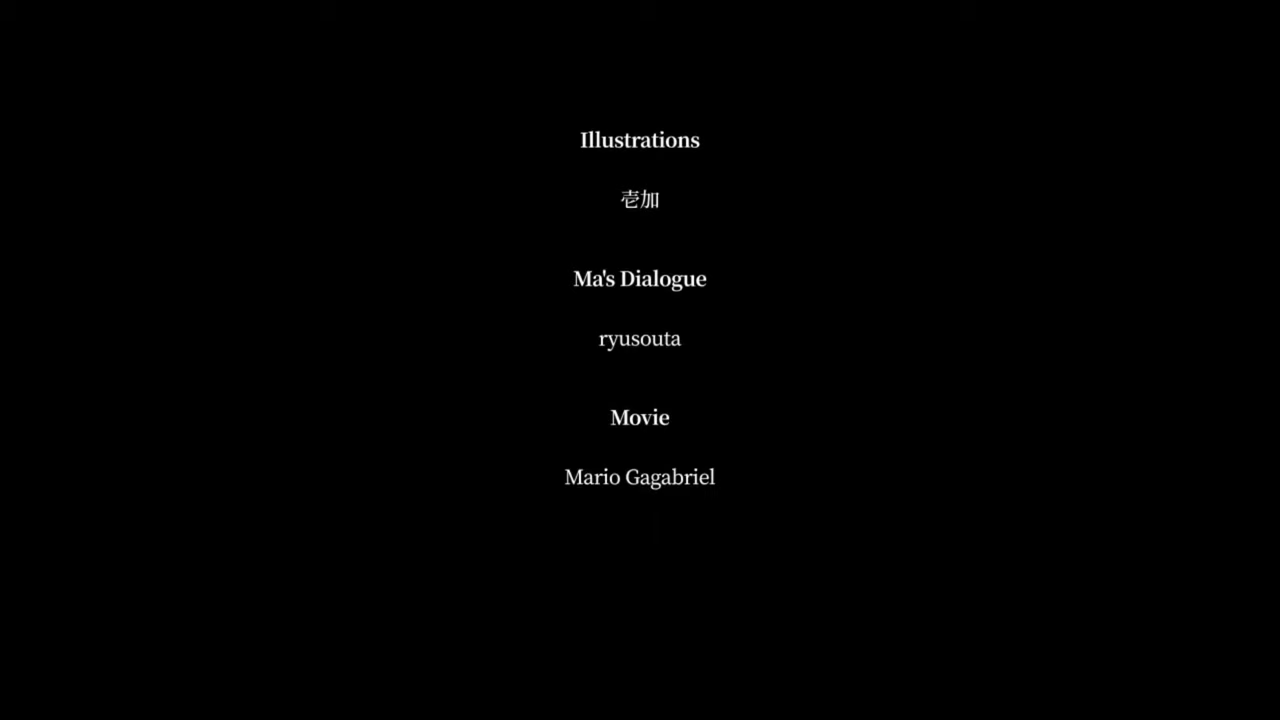 Illustrations
壱加
Ma's Dialogue
ryusouta
Movie
Mario Gagabriel